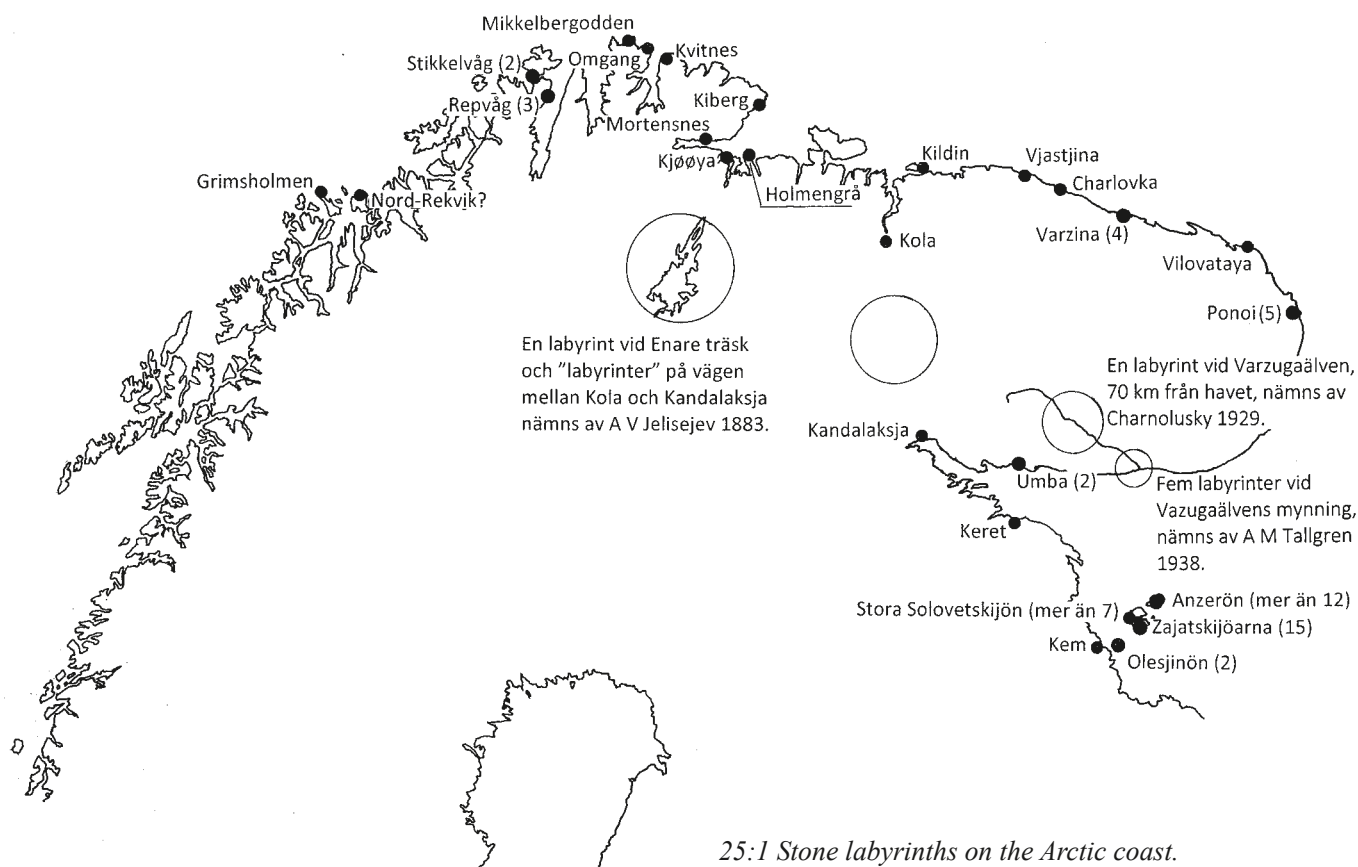 Mikkelbergodden
Stikkelvåg (2)
Omgang
Kvitnes
Repvåg (3)
Kiberg
Mortensnes
Kjøøya
Holmengrå
Kildin
Vjastjina
Charlovka
Grimsholmen
Nord-Rekvik?
Kola
Varzina (4)
Vilovataya
Ponoi (5)
En labyrint vid Enare träsk
och ”labyrinter” på vägen
mellan Kola och Kandalaksja
nämns av A V Jelisejev 1883.
En labyrint vid Varzugaälven,
70 km från havet, nämns av
Charnolusky 1929.
Kandalaksja
Umba (2)
Fem labyrinter vid
Vazugaälvens mynning,
nämns av A M Tallgren
1938.
Keret
Anzerön (mer än 12)
Stora Solovetskijön (mer än 7)
Zajatskijöarna (15)
Kem
Olesjinön (2)
25:1 Stone labyrinths on the Arctic coast.